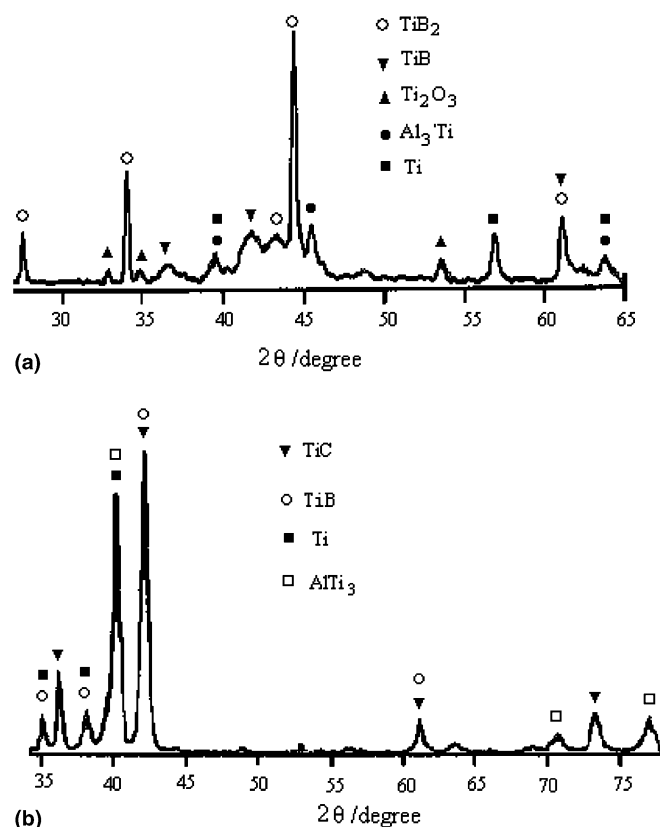 ○ TiB₂
▼ TiB
▲ Ti₂O₃
● Al₃Ti
■ Ti
30 35 40 45 50 55 60 65
(a) 2θ /degree
▼ TiC
○ TiB
■ Ti
□ AlTi₃
35 40 45 50 55 60 65 70 75
(b) 2θ /degree